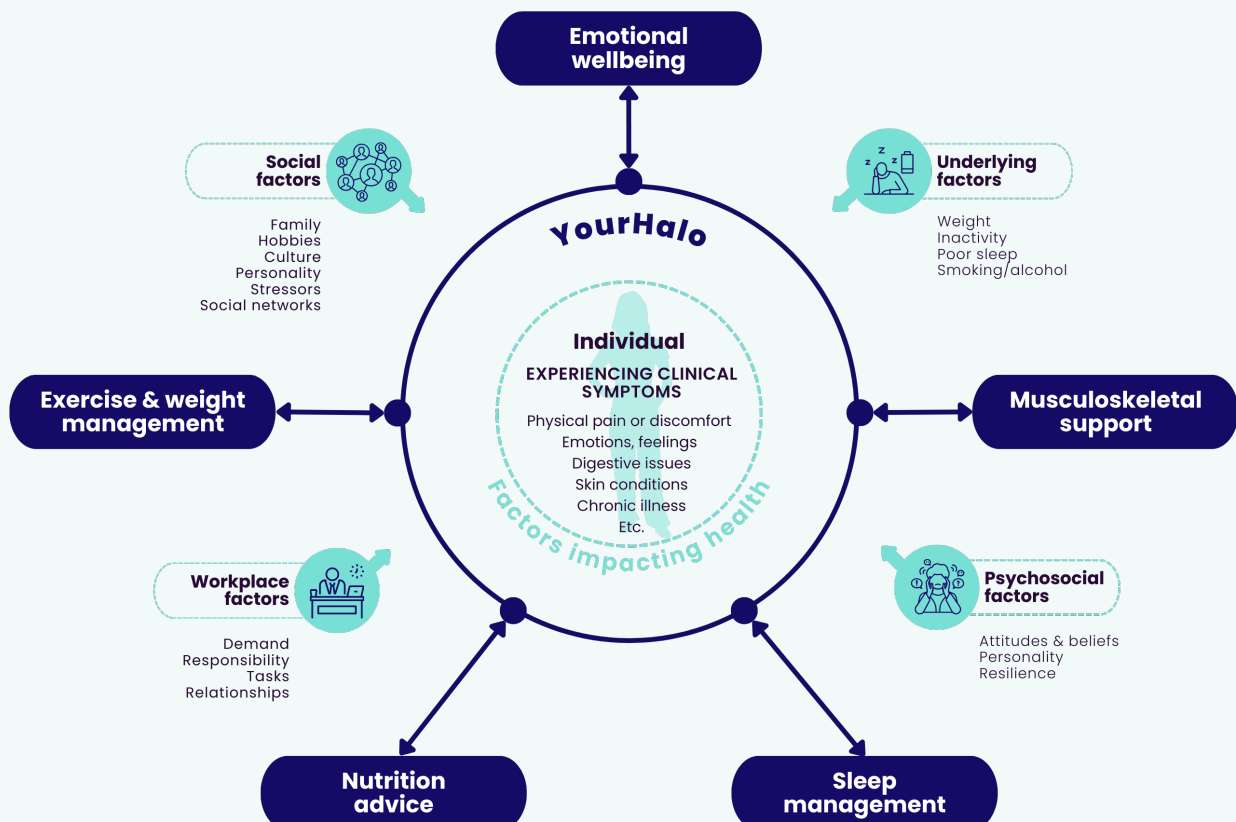 Emotional
wellbeing
Social
factors
Family
Hobbies
Culture
Personality
Stressors
Social networks
Underlying
factors
Weight
Inactivity
Poor sleep
Smoking/alcohol
YourHalo
Individual
EXPERIENCING CLINICAL
SYMPTOMS
Physical pain or discomfort
Emotions, feelings
Digestive issues
Skin conditions
Chronic illness
Etc.
Factors impacting health
Exercise & weight
management
Musculoskeletal
support
Workplace
factors
Demand
Responsibility
Tasks
Relationships
Psychosocial
factors
Attitudes & beliefs
Personality
Resilience
Nutrition
advice
Sleep
management